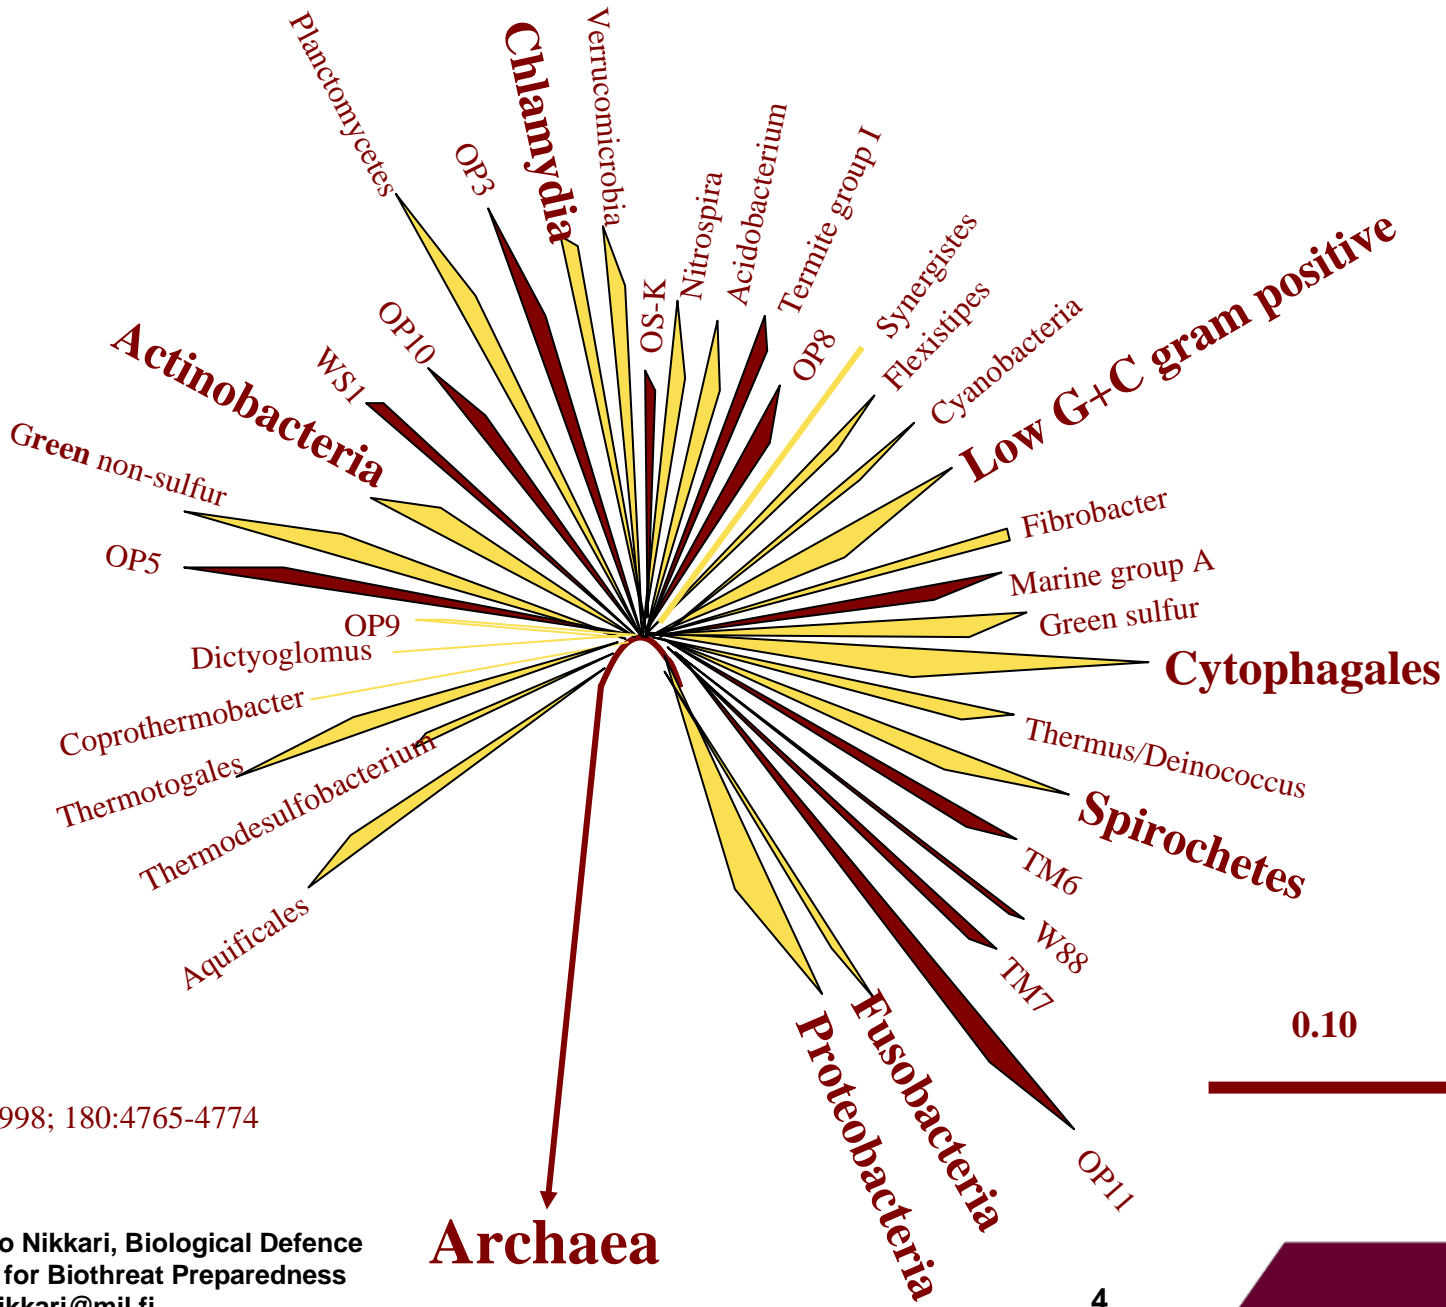 Planctomycetes
OP3
Chlamydia
Verrucomicrobia
OS-K
Nitrospira
Acidobacterium
Termite group I
OP8
Synergistes
Flexistipes
Cyanobacteria
Low G+C gram positive
Fibrobacter
Marine group A
Green sulfur
Cytophagales
Thermus/Deinococcus
Spirochetes
TM6
W88
TM7
OP11
Fusobacteria
Proteobacteria
Archaea
Aquificales
Thermodesulfobacterium
Thermotogales
Coprothermobacter
Dictyoglomus
OP9
OP5
Green non-sulfur
Actinobacteria
WS1
OP10
0.10
998; 180:4765-4774
o Nikkari, Biological Defence
for Biothreat Preparedness
ikkari@mil.fi
4